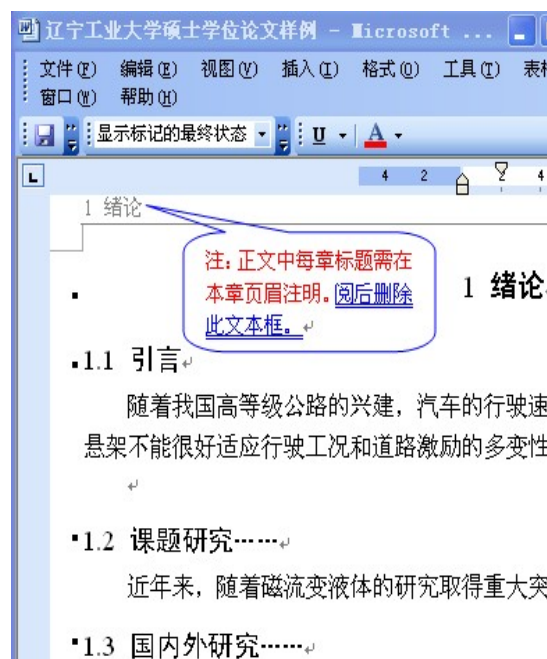 辽宁工业大学硕士学位论文样例 - Microsoft ...
文件(F) 编辑(E) 视图(V) 插入(I) 格式(O) 工具(T) 表格
窗口(W) 帮助(H)
显示标记的最终状态 U A
L 4 2 2 4
1 绪论
注:正文中每章标题需在
本章页眉注明。阅后删除
此文本框。
1 绪论
1.1 引言
随着我国高等级公路的兴建,汽车的行驶速
悬架不能很好适应行驶工况和道路激励的多变性
1.2 课题研究……
近年来,随着磁流变液体的研究取得重大突
1.3 国内外研究……